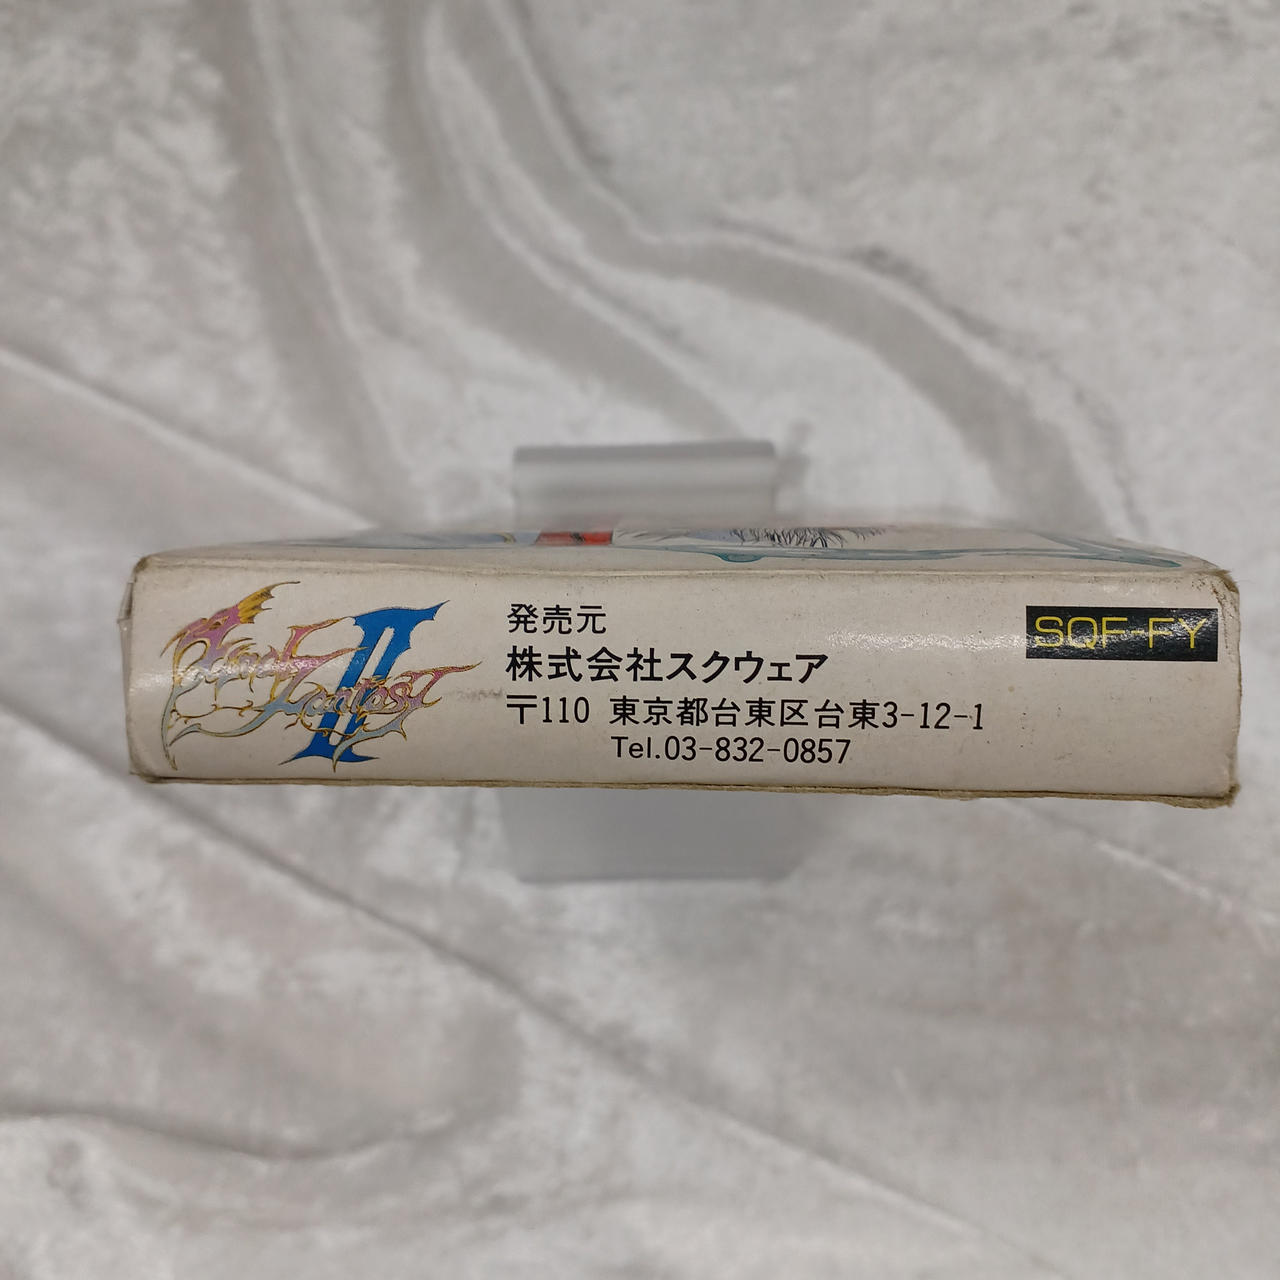 Final Fantasy II
発売元
株式会社スクウェア
〒110 東京都台東区台東3-12-1
Tel.03-832-0857
SQF-FY